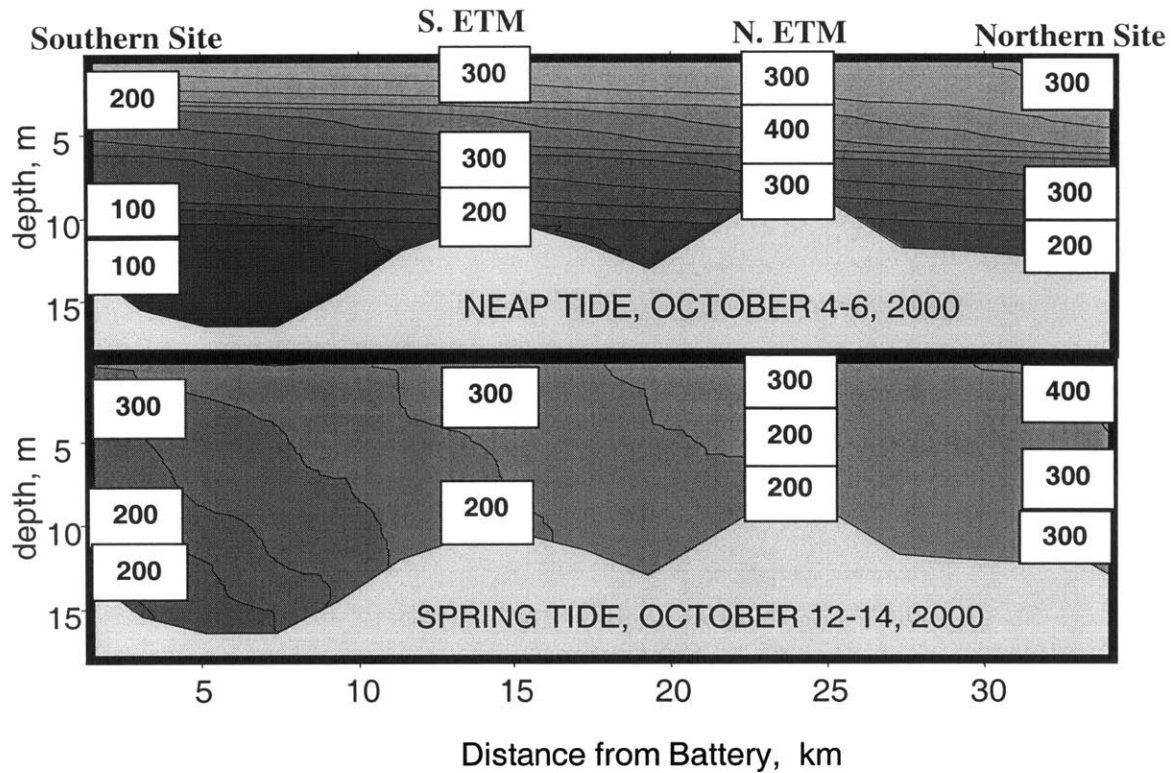 Southern Site S. ETM N. ETM Northern Site
300 300 300
200
400
5 300
300 300
100 200
10
200
100
15 NEAP TIDE, OCTOBER 4-6, 2000
depth, m
300 400
300 300
200
5
300
200 200 200
10
300
200
15 SPRING TIDE, OCTOBER 12-14, 2000
depth, m
5 10 15 20 25 30
Distance from Battery, km